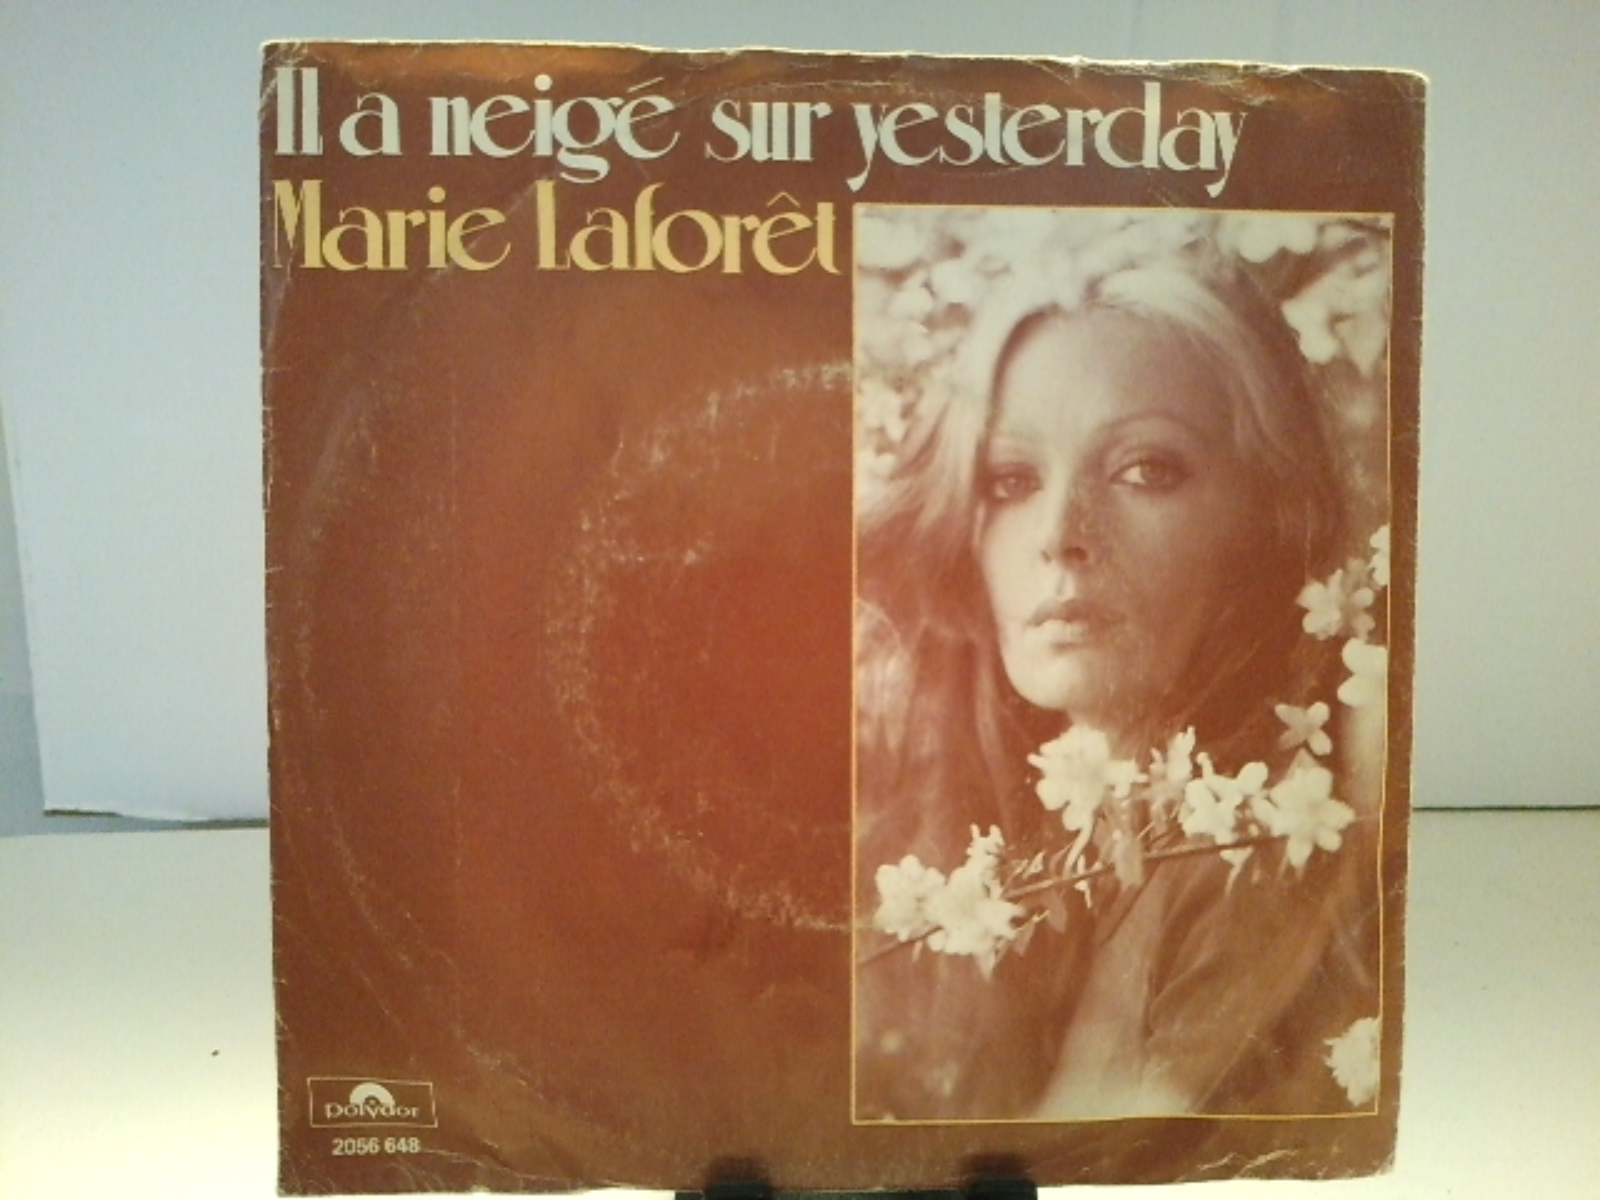 Il a neigé sur yesterday
Marie Laforêt
Polydor
2056 648